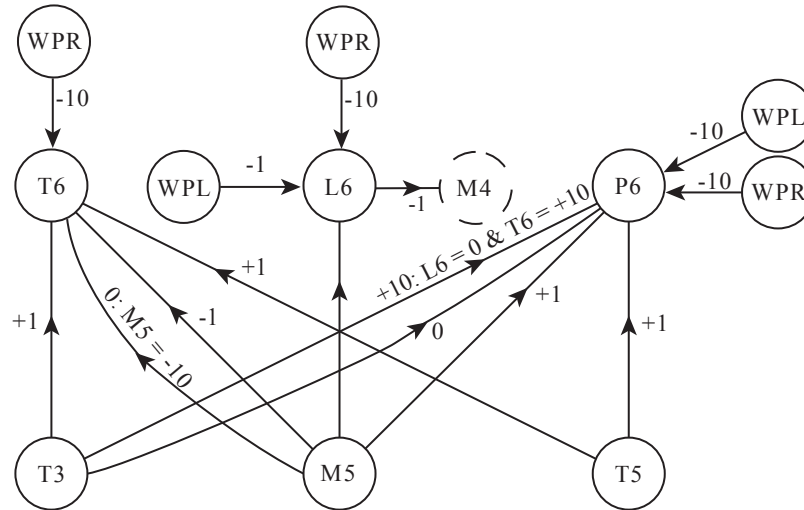 WPR
WPR
-10
-10
WPL
-10
WPR
-10
T6
WPL
-1
L6
-1
M4
P6
+10: L6 = 0 & T6 = +10
+1
+1
-1
0: M5 = -10
0
+1
+1
T3
M5
T5